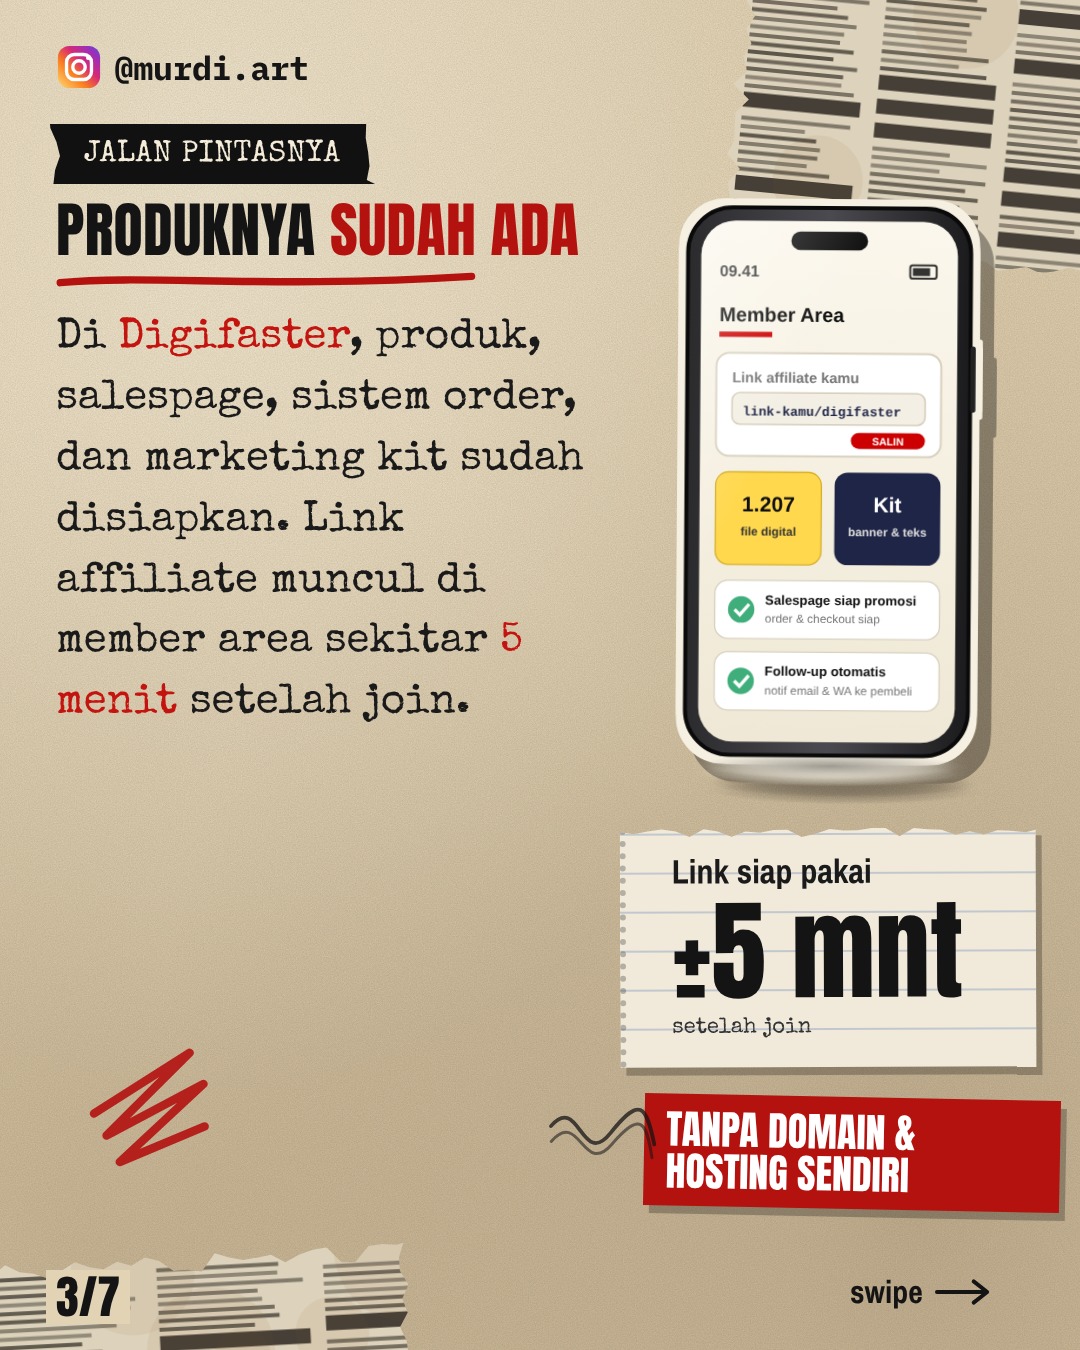 @murdi.art
JALAN PINTASNYA
PRODUKNYA SUDAH ADA
Di Digifaster, produk,
salespage, sistem order,
dan marketing kit sudah
disiapkan. Link
affiliate muncul di
member area sekitar 5
menit setelah join.
09.41
Member Area
Link affiliate kamu
link-kamu/digifaster
SALIN
1.207
file digital
Kit
banner & teks
Salespage siap promosi
order & checkout siap
Follow-up otomatis
notif email & WA ke pembeli
Link siap pakai
±5 mnt
setelah join
TANPA DOMAIN &
HOSTING SENDIRI
3/7
swipe →